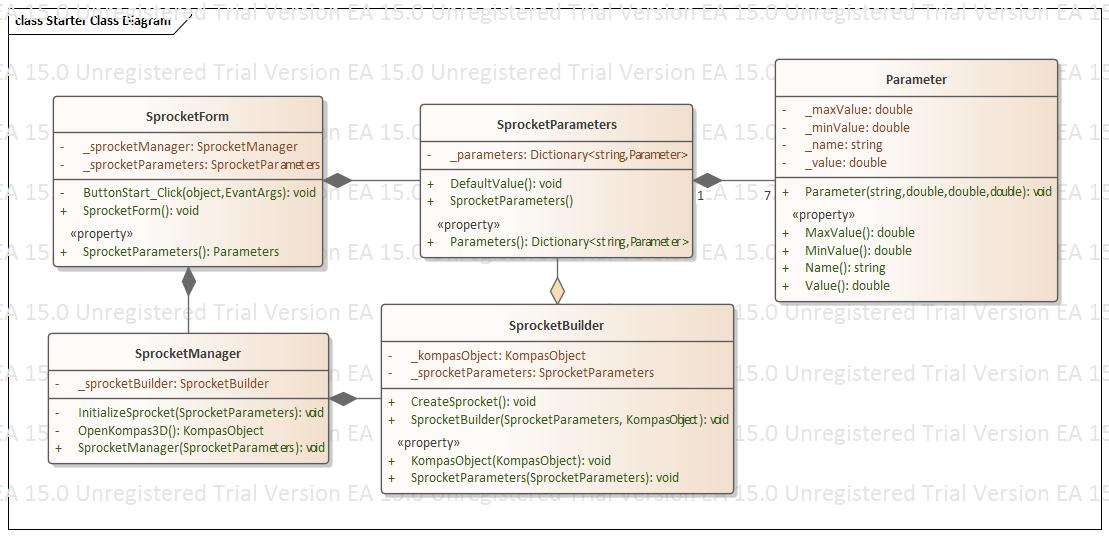 class Starter Class Diagram
EA 15.0 Unregistered Trial Version
SprocketForm
- _sprocketManager: SprocketManager
- _sprocketParameters: SprocketParameters
- ButtonStart_Click(object,EvantArgs): void
+ SprocketForm(): void
«property»
+ SprocketParameters(): Parameters
SprocketParameters
- _parameters: Dictionary<string,Parameter>
+ DefaultValue(): void
+ SprocketParameters()
«property»
+ Parameters(): Dictionary<string,Parameter>
1
7
Parameter
- _maxValue: double
- _minValue: double
- _name: string
- _value: double
+ Parameter(string,double,double,double): void
«property»
+ MaxValue(): double
+ MinValue(): double
+ Name(): string
+ Value(): double
SprocketManager
- _sprocketBuilder: SprocketBuilder
- InitializeSprocket(SprocketParameters): void
- OpenKompas3D(): KompasObject
+ SprocketManager(SprocketParameters): void
SprocketBuilder
- _kompasObject: KompasObject
- _sprocketParameters: SprocketParameters
+ CreateSprocket(): void
+ SprocketBuilder(SprocketParameters, KompasObject): void
«property»
+ KompasObject(KompasObject): void
+ SprocketParameters(SprocketParameters): void